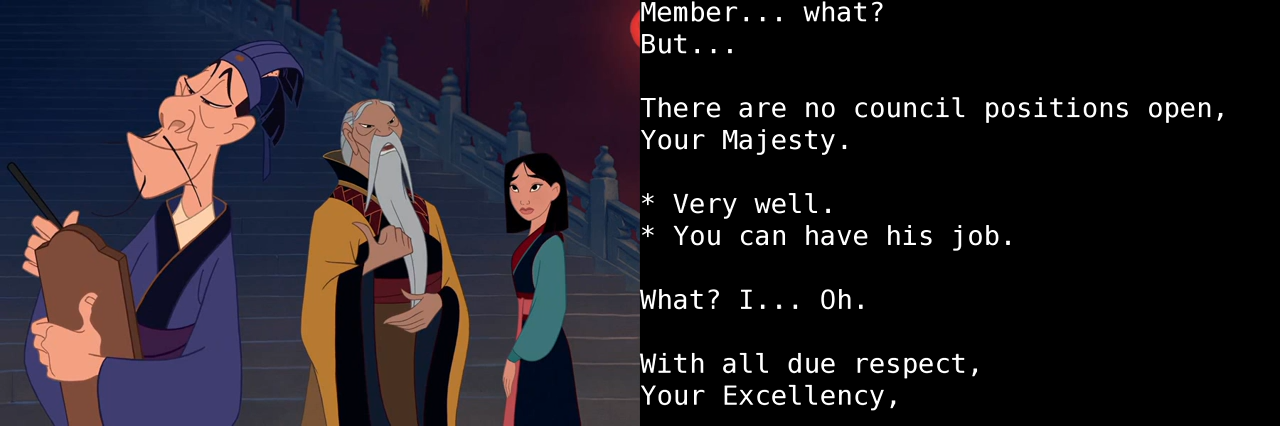 Member... what?
But...
There are no council positions open,
Your Majesty.
* Very well.
* You can have his job.
What? I... Oh.
With all due respect,
Your Excellency,